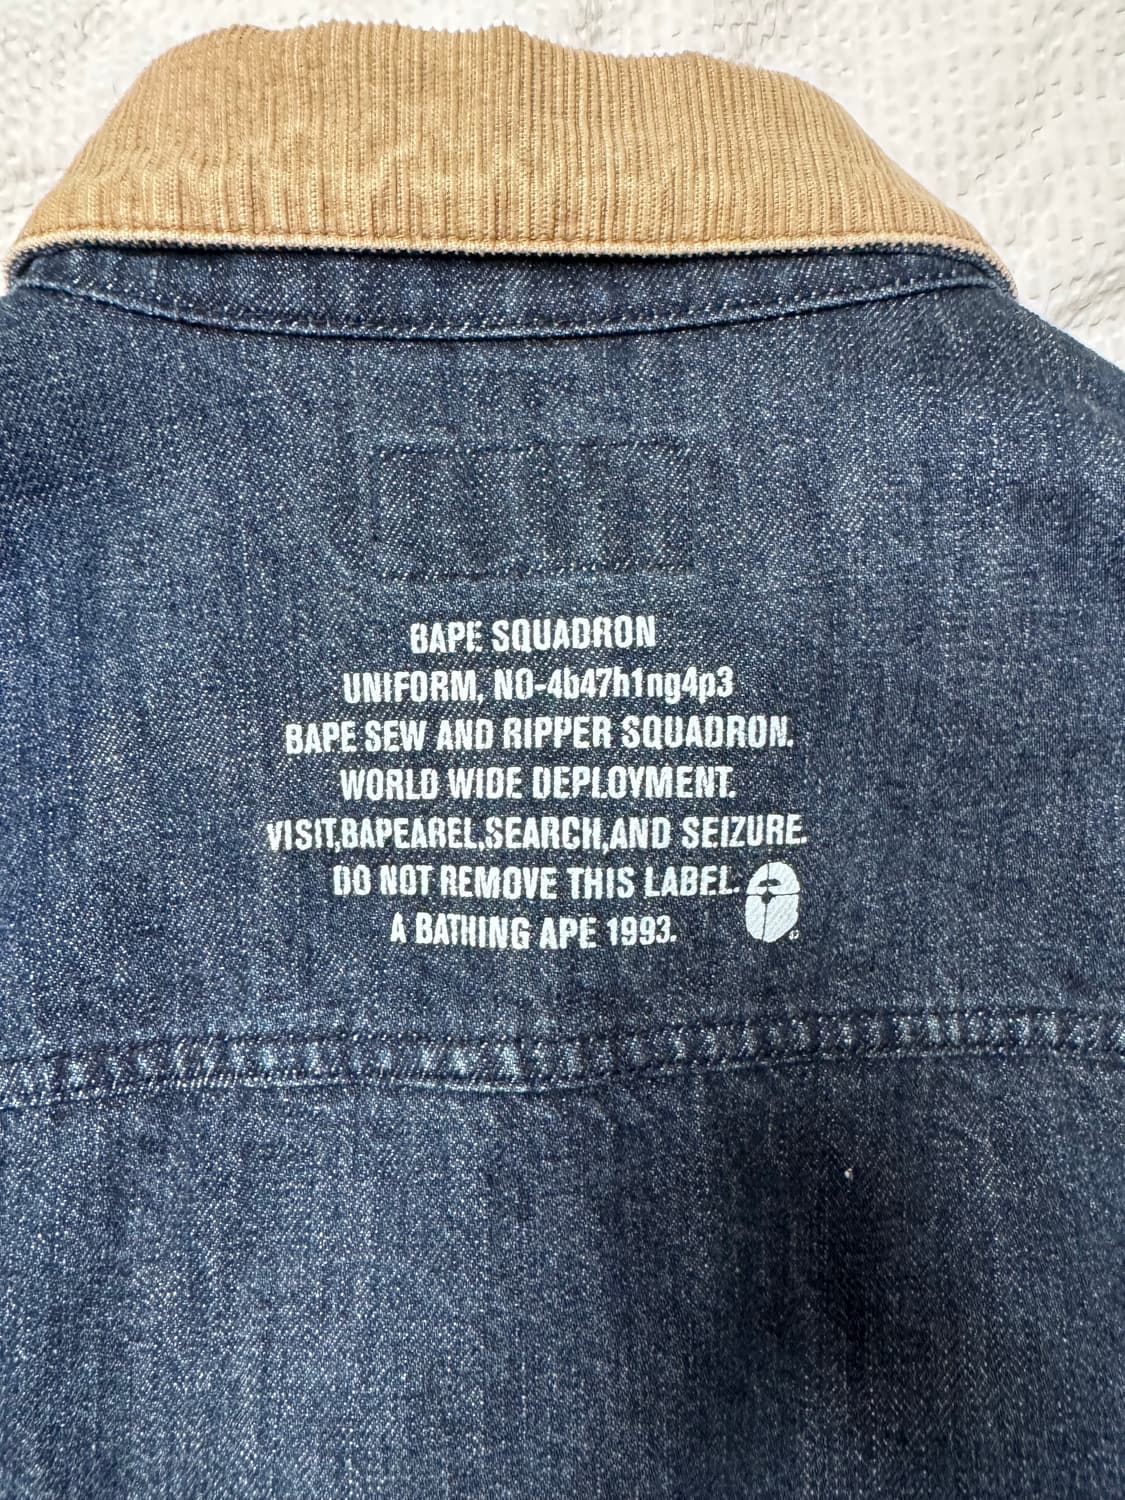 BAPE SQUADRON
UNIFORM, NO-4b47h1ng4p3
BAPE SEW AND RIPPER SQUADRON.
WORLD WIDE DEPLOYMENT.
VISIT,BAPEAREL,SEARCH,AND SEIZURE.
DO NOT REMOVE THIS LABEL.
A BATHING APE 1993.